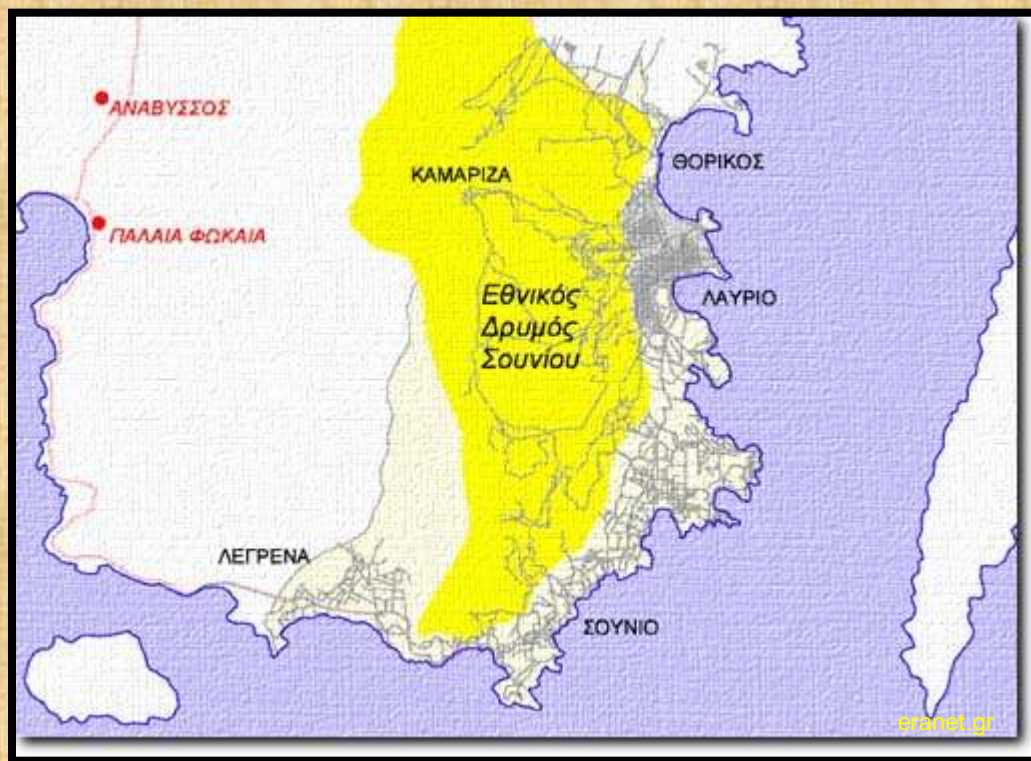 ΑΝΑΒΥΣΣΟΣ
ΘΟΡΙΚΟΣ
ΚΑΜΑΡΙΖΑ
ΠΑΛΑΙΑ ΦΩΚΑΙΑ
Εθνικός
Δρυμός
Σουνίου
ΛΑΥΡΙΟ
ΛΕΓΡΕΝΑ
ΣΟΥΝΙΟ
eranet.gr